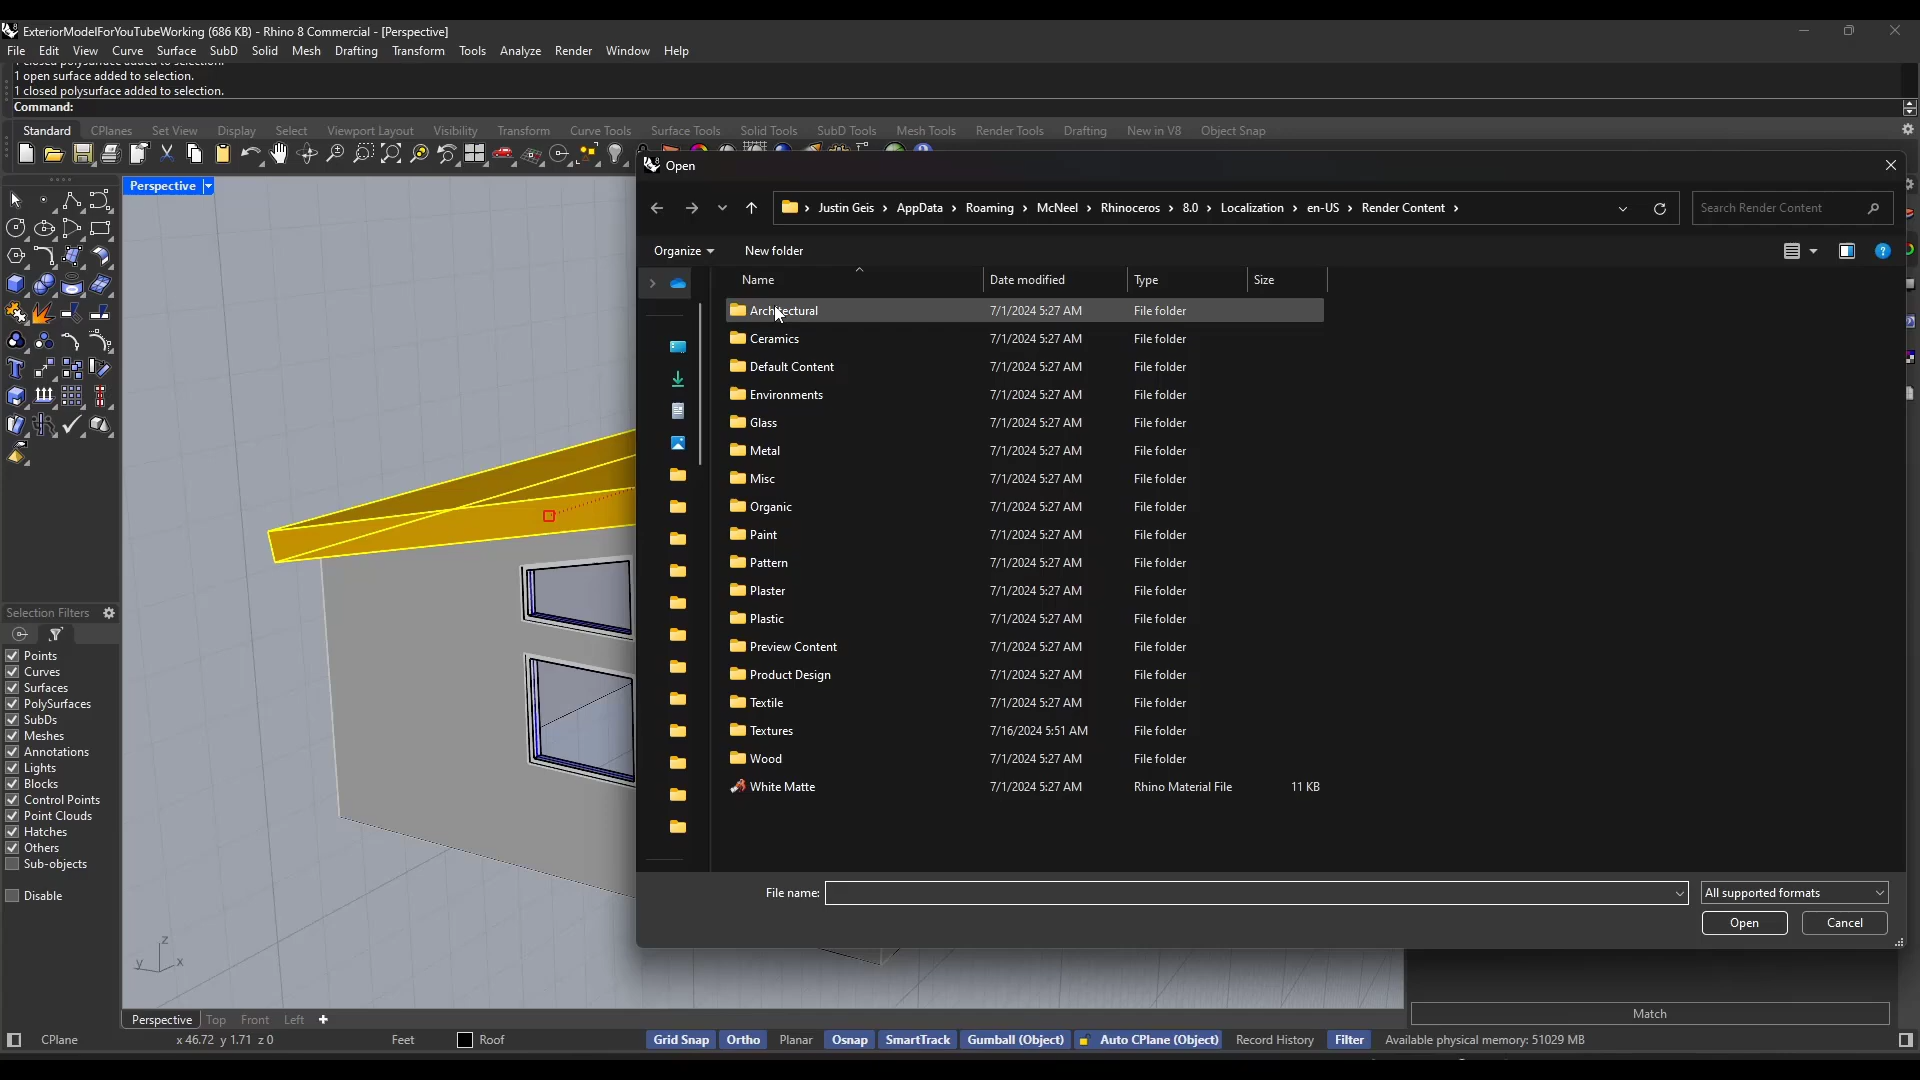 ExteriorModelForYouTubeWorking (686 KB) - Rhino 8 Commercial - [Perspective]
File Edit View Curve Surface SubD Solid Mesh Drafting Transform Tools Analyze Render Window Help
1 closed polysurface added to selection.
1 open surface added to selection.
1 closed polysurface added to selection.
Command:
Standard CPlanes Set View Display Select Viewport Layout Visibility Transform Curve Tools Surface Tools Solid Tools SubD Tools Mesh Tools Render Tools Drafting New in V8 Object Snap
Open
Perspective
Justin Geis › AppData › Roaming › McNeel › Rhinoceros › 8.0 › Localization › en-US › Render Content ›
Search Render Content
Organize New folder
Name Date modified Type Size
Architectural 7/1/2024 5:27 AM File folder
Ceramics 7/1/2024 5:27 AM File folder
Default Content 7/1/2024 5:27 AM File folder
Environments 7/1/2024 5:27 AM File folder
Glass 7/1/2024 5:27 AM File folder
Metal 7/1/2024 5:27 AM File folder
Misc 7/1/2024 5:27 AM File folder
Organic 7/1/2024 5:27 AM File folder
Paint 7/1/2024 5:27 AM File folder
Pattern 7/1/2024 5:27 AM File folder
Plaster 7/1/2024 5:27 AM File folder
Plastic 7/1/2024 5:27 AM File folder
Preview Content 7/1/2024 5:27 AM File folder
Product Design 7/1/2024 5:27 AM File folder
Textile 7/1/2024 5:27 AM File folder
Textures 7/16/2024 5:51 AM File folder
Wood 7/1/2024 5:27 AM File folder
White Matte 7/1/2024 5:27 AM Rhino Material File 11 KB
File name: All supported formats
Open Cancel
Selection Filters
Points
Curves
Surfaces
PolySurfaces
SubDs
Meshes
Annotations
Lights
Blocks
Control Points
Point Clouds
Hatches
Others
Sub-objects
Disable
z
y x
Match
Perspective Top Front Left
CPlane x 46.72 y 1.71 z 0 Feet Roof Grid Snap Ortho Planar Osnap SmartTrack Gumball (Object) Auto CPlane (Object) Record History Filter Available physical memory: 51029 MB